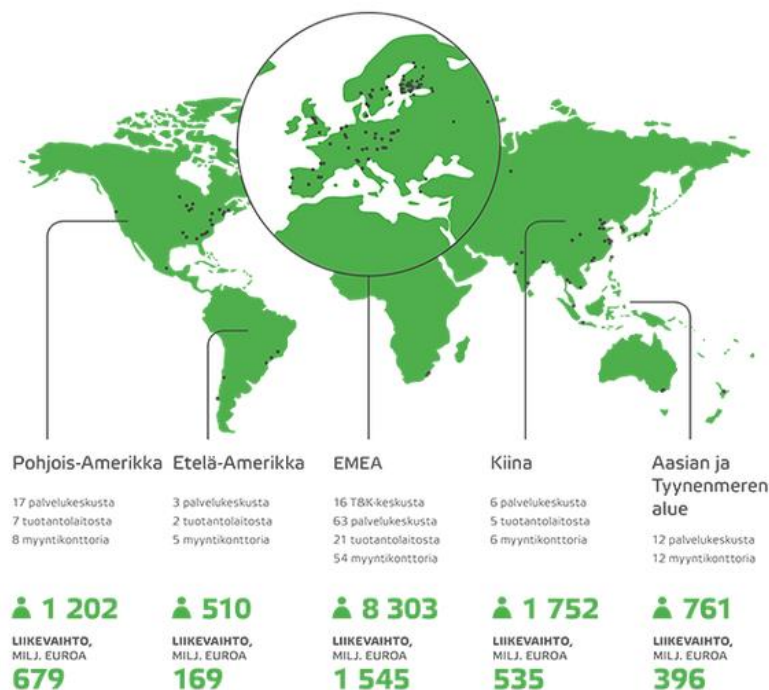 Pohjois-Amerikka
17 palvelukeskusta
7 tuotantolaitosta
8 myyntikonttoria
1 202
LIIKEVAIHTO,
MILJ. EUROA
679
Etelä-Amerikka
3 palvelukeskusta
2 tuotantolaitosta
5 myyntikonttoria
510
LIIKEVAIHTO,
MILJ. EUROA
169
EMEA
16 T&K-keskusta
63 palvelukeskusta
21 tuotantolaitosta
54 myyntikonttoria
8 303
LIIKEVAIHTO,
MILJ. EUROA
1 545
Kiina
6 palvelukeskusta
5 tuotantolaitosta
6 myyntikonttoria
1 752
LIIKEVAIHTO,
MILJ. EUROA
535
Aasian ja
Tyynenmeren
alue
12 palvelukeskusta
12 myyntikonttoria
761
LIIKEVAIHTO,
MILJ. EUROA
396